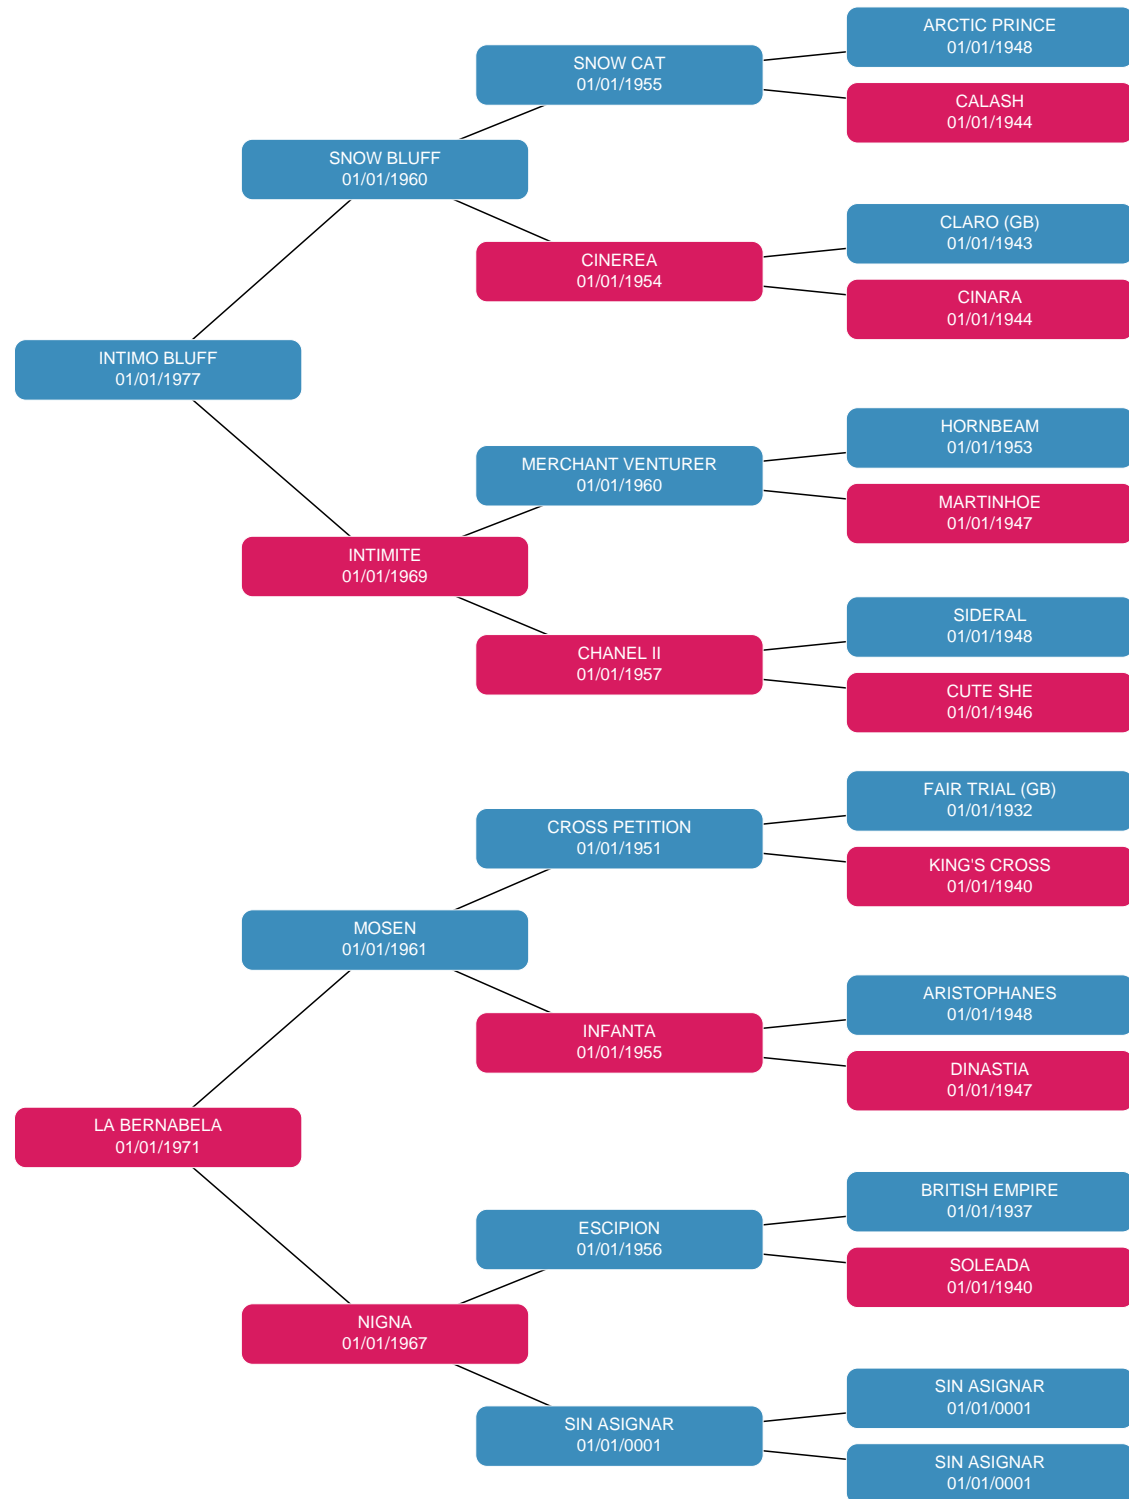 ARCTIC PRINCE
01/01/1948
SNOW CAT
01/01/1955
CALASH
01/01/1944
SNOW BLUFF
01/01/1960
CLARO (GB)
01/01/1943
CINEREA
01/01/1954
CINARA
01/01/1944
INTIMO BLUFF
01/01/1977
HORNBEAM
01/01/1953
MERCHANT VENTURER
01/01/1960
MARTINHOE
01/01/1947
INTIMITE
01/01/1969
SIDERAL
01/01/1948
CHANEL II
01/01/1957
CUTE SHE
01/01/1946
FAIR TRIAL (GB)
01/01/1932
CROSS PETITION
01/01/1951
KING'S CROSS
01/01/1940
MOSEN
01/01/1961
ARISTOPHANES
01/01/1948
INFANTA
01/01/1955
DINASTIA
01/01/1947
LA BERNABELA
01/01/1971
BRITISH EMPIRE
01/01/1937
ESCIPION
01/01/1956
SOLEADA
01/01/1940
NIGNA
01/01/1967
SIN ASIGNAR
01/01/0001
SIN ASIGNAR
01/01/0001
SIN ASIGNAR
01/01/0001